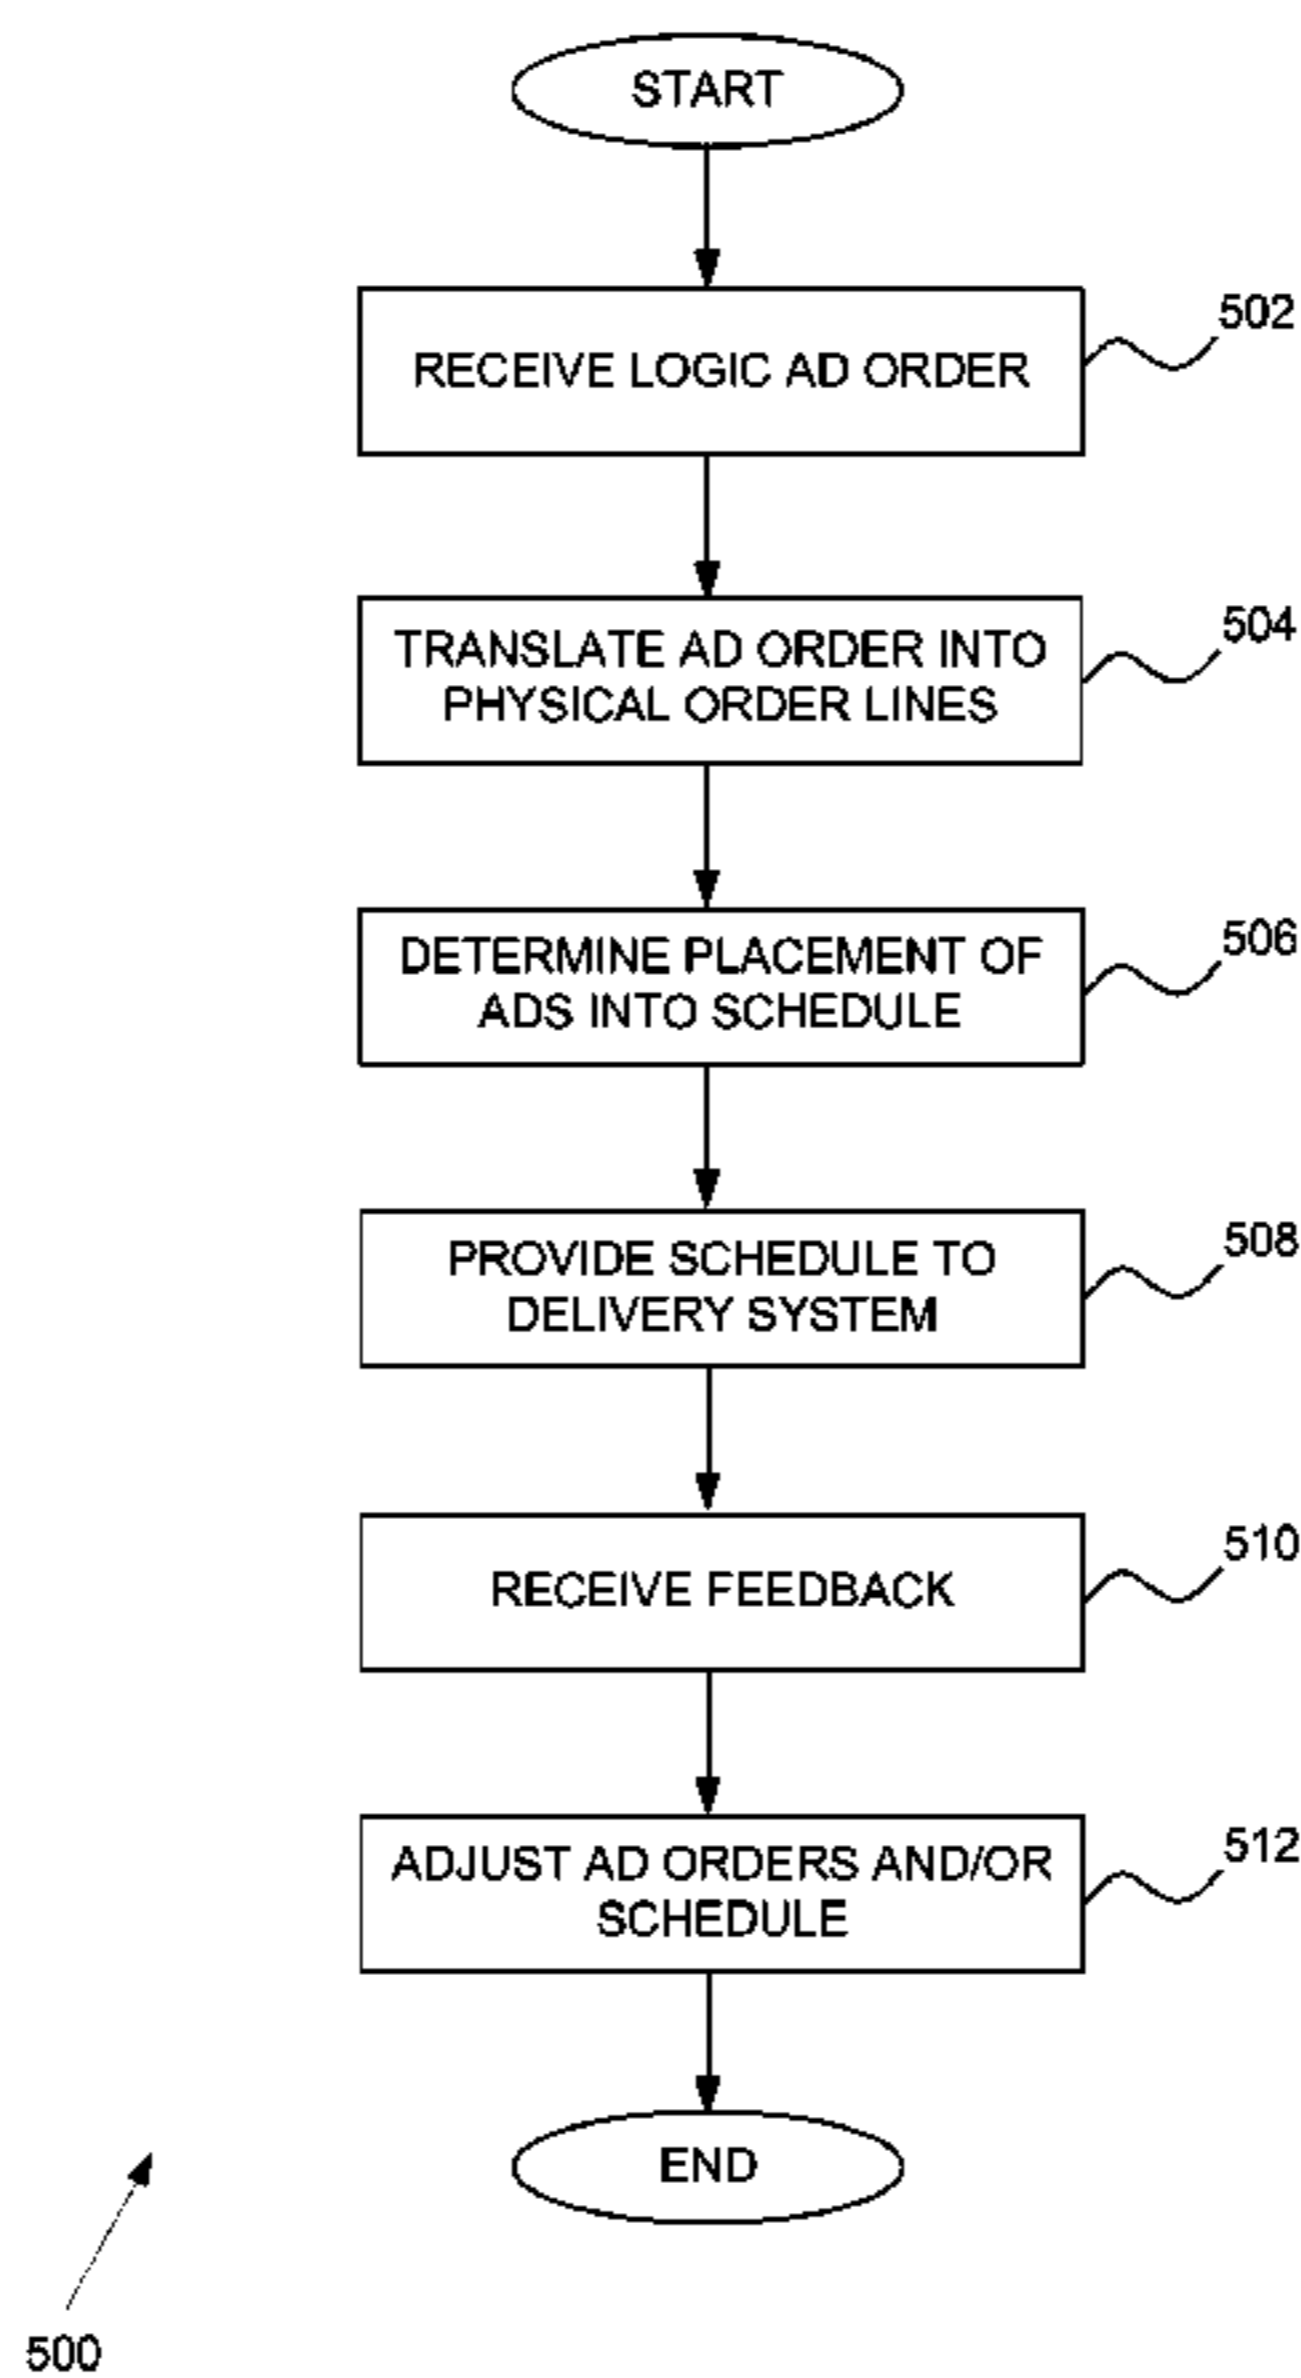 START
RECEIVE LOGIC AD ORDER
502
TRANSLATE AD ORDER INTO
PHYSICAL ORDER LINES
504
DETERMINE PLACEMENT OF
ADS INTO SCHEDULE
506
PROVIDE SCHEDULE TO
DELIVERY SYSTEM
508
RECEIVE FEEDBACK
510
ADJUST AD ORDERS AND/OR
SCHEDULE
512
END
500